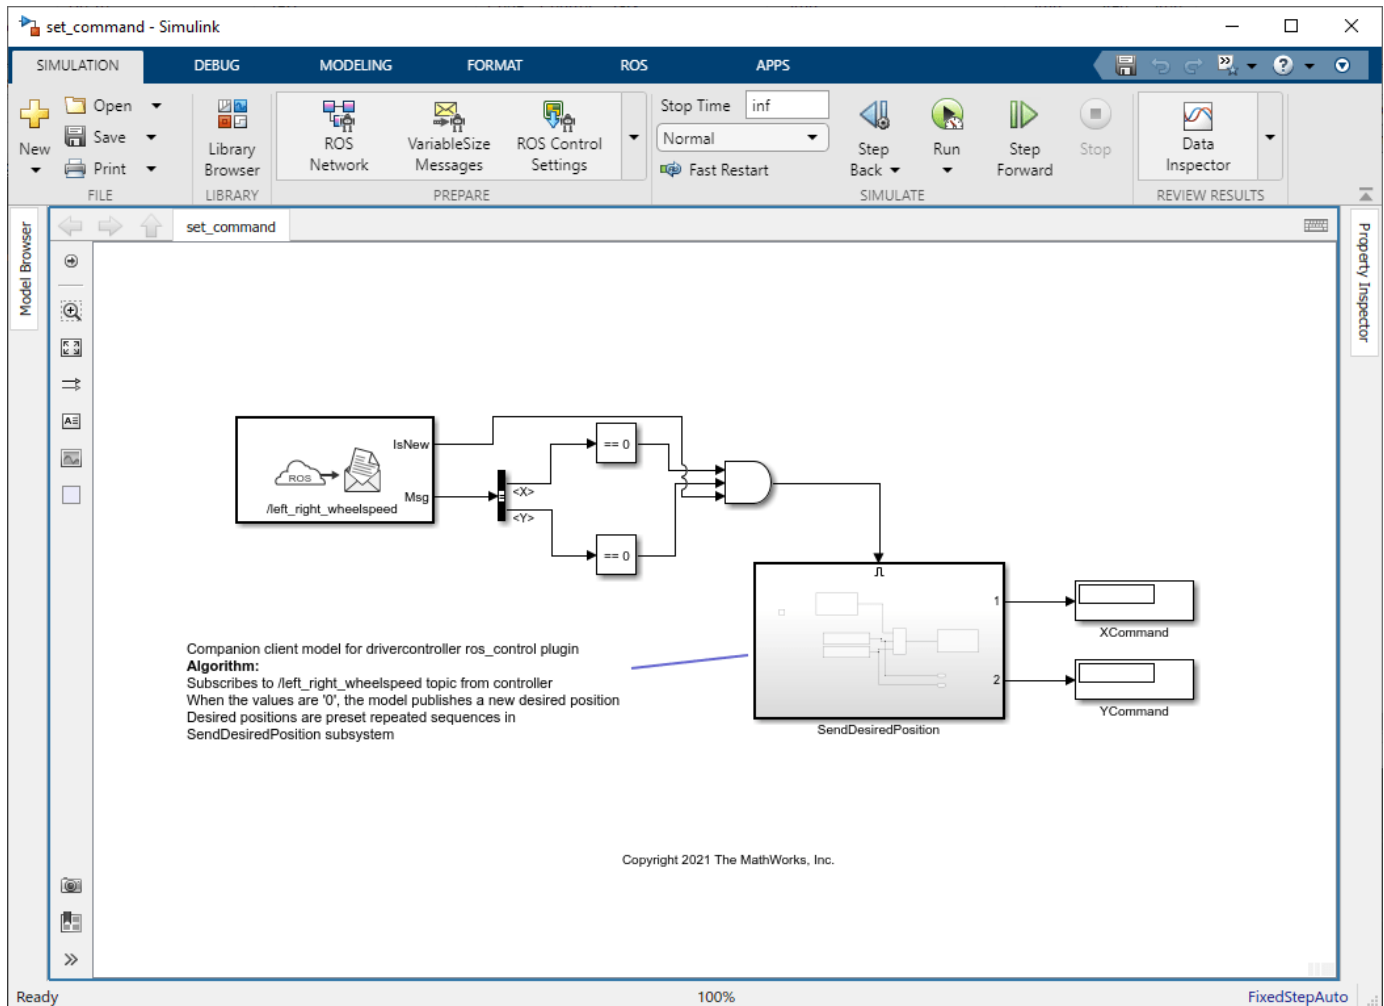 set_command - Simulink
SIMULATION DEBUG MODELING FORMAT ROS APPS
New
Open
Save
Print
FILE
Library
Browser
LIBRARY
ROS
Network
VariableSize
Messages
ROS Control
Settings
PREPARE
Stop Time inf
Normal
Fast Restart
Step
Back
Run
Step
Forward
Stop
SIMULATE
Data
Inspector
REVIEW RESULTS
Model Browser
set_command
Property Inspector
IsNew
ROS
Msg
/left_right_wheelspeed
<X>
<Y>
== 0
== 0
1
2
SendDesiredPosition
XCommand
YCommand
Companion client model for drivercontroller ros_control plugin
Algorithm:
Subscribes to /left_right_wheelspeed topic from controller
When the values are '0', the model publishes a new desired position
Desired positions are preset repeated sequences in
SendDesiredPosition subsystem
Copyright 2021 The MathWorks, Inc.
Ready 100% FixedStepAuto